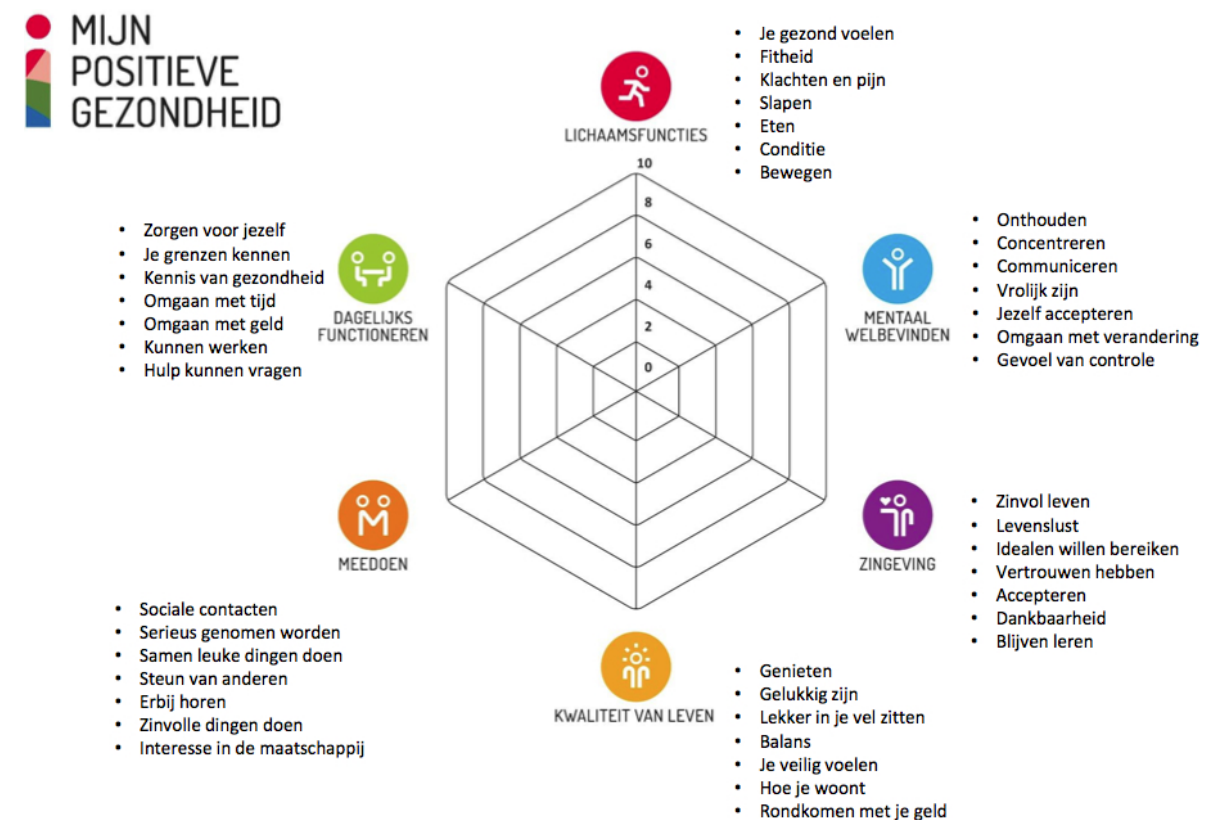 MIJN
POSITIEVE
GEZONDHEID
LICHAAMSFUNCTIES
• Je gezond voelen
• Fitheid
• Klachten en pijn
• Slapen
• Eten
• Conditie
• Bewegen
10
8
6
4
2
0
MENTAAL
WELBEVINDEN
• Onthouden
• Concentreren
• Communiceren
• Vrolijk zijn
• Jezelf accepteren
• Omgaan met verandering
• Gevoel van controle
ZINGEVING
• Zinvol leven
• Levenslust
• Idealen willen bereiken
• Vertrouwen hebben
• Accepteren
• Dankbaarheid
• Blijven leren
KWALITEIT VAN LEVEN
• Genieten
• Gelukkig zijn
• Lekker in je vel zitten
• Balans
• Je veilig voelen
• Hoe je woont
• Rondkomen met je geld
MEEDOEN
• Sociale contacten
• Serieus genomen worden
• Samen leuke dingen doen
• Steun van anderen
• Erbij horen
• Zinvolle dingen doen
• Interesse in de maatschappij
DAGELIJKS
FUNCTIONEREN
• Zorgen voor jezelf
• Je grenzen kennen
• Kennis van gezondheid
• Omgaan met tijd
• Omgaan met geld
• Kunnen werken
• Hulp kunnen vragen